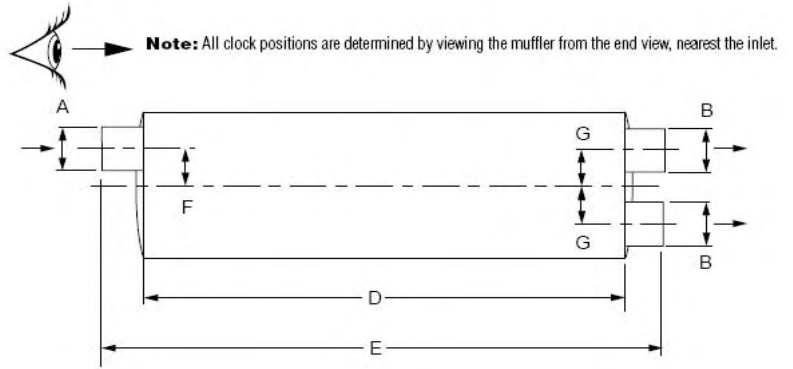 Note: All clock positions are determined by viewing the muffler from the end view, nearest the inlet.
A
B
G
F
G
B
D
E